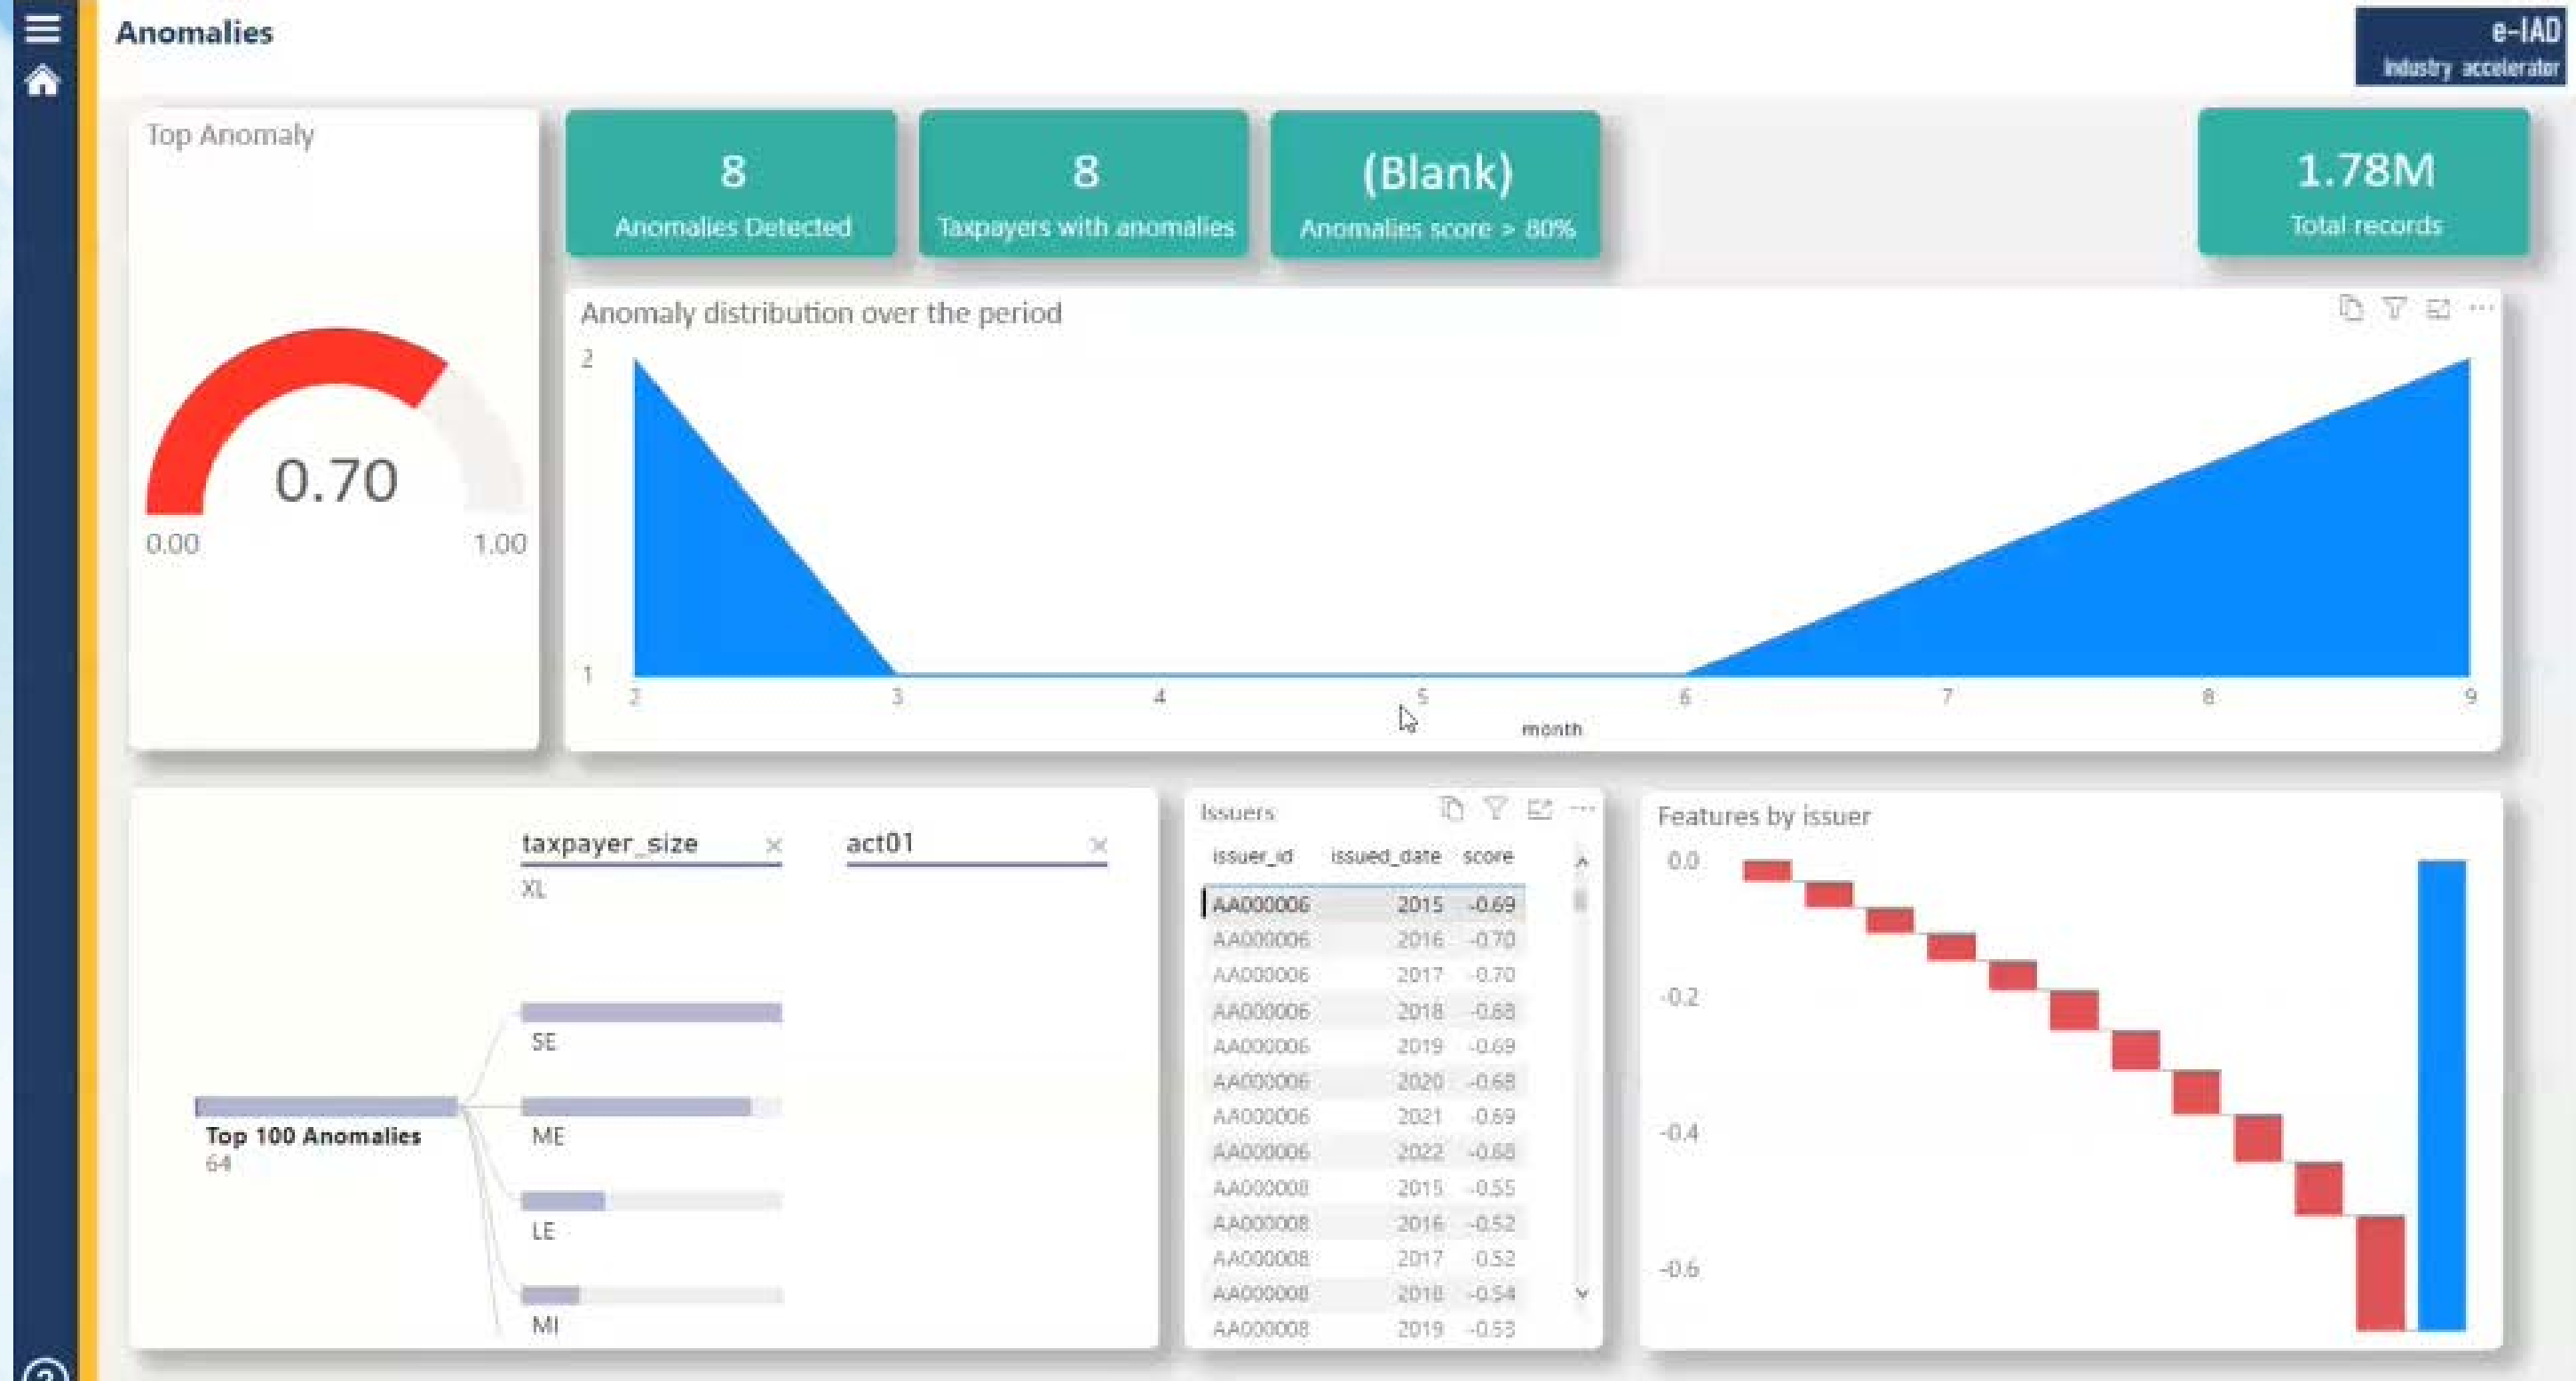 Anomalies
e-IAD
industry accelerator
Top Anomaly
0.70
0.00
1.00
8
Anomalies Detected
8
Taxpayers with anomalies
(Blank)
Anomalies score > 80%
1.78M
Total records
Anomaly distribution over the period
2
1
2 3 4 5 6 7 8 9
month
taxpayer_size
act01
XL
SE
ME
LE
MI
Top 100 Anomalies
64
Issuers
issuer_id issued_date score
AA000006 2015 -0.69
AA000006 2016 -0.70
AA000006 2017 -0.70
AA000006 2018 -0.68
AA000006 2019 -0.69
AA000006 2020 -0.68
AA000006 2021 -0.69
AA000006 2022 -0.68
AA000008 2015 -0.55
AA000008 2016 -0.52
AA000008 2017 -0.52
AA000008 2018 -0.54
AA000008 2019 -0.53
Features by issuer
0.0
-0.2
-0.4
-0.6